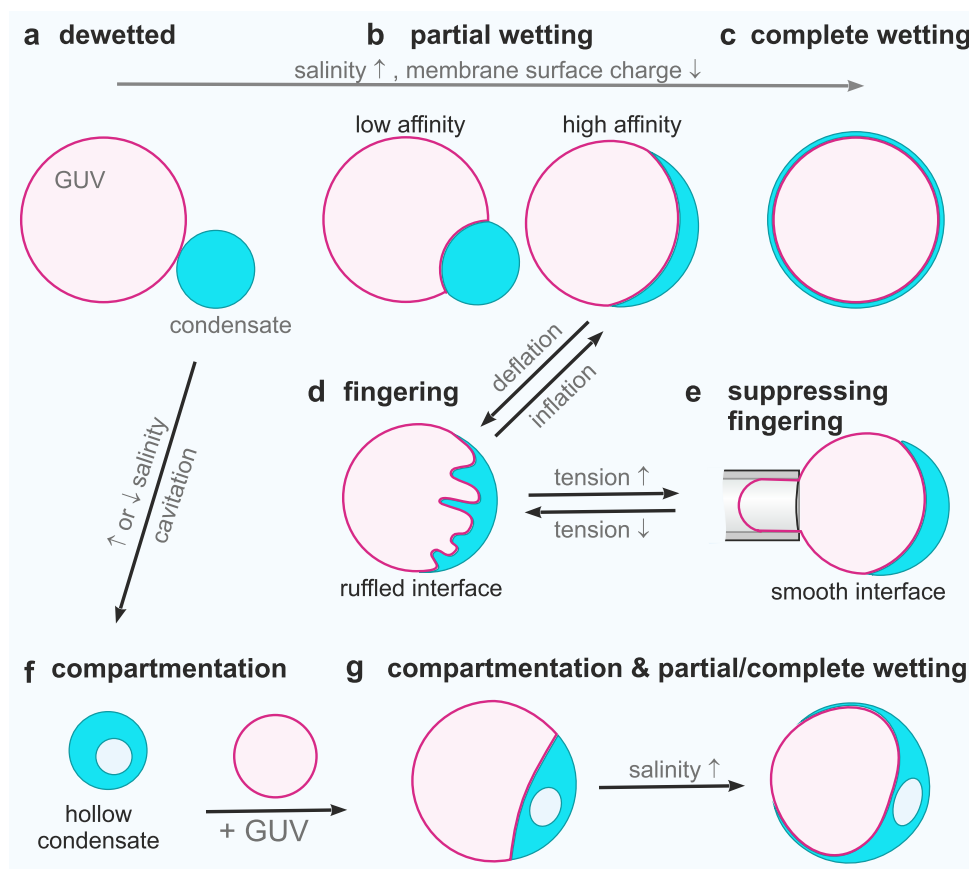 a dewetted
b partial wetting
c complete wetting
salinity ↑ , membrane surface charge ↓
low affinity
high affinity
GUV
condensate
deflation
inflation
d fingering
e suppressing
fingering
↑ or ↓ salinity
cavitation
tension ↑
tension ↓
ruffled interface
smooth interface
f compartmentation
g compartmentation & partial/complete wetting
salinity ↑
hollow
condensate
+ GUV